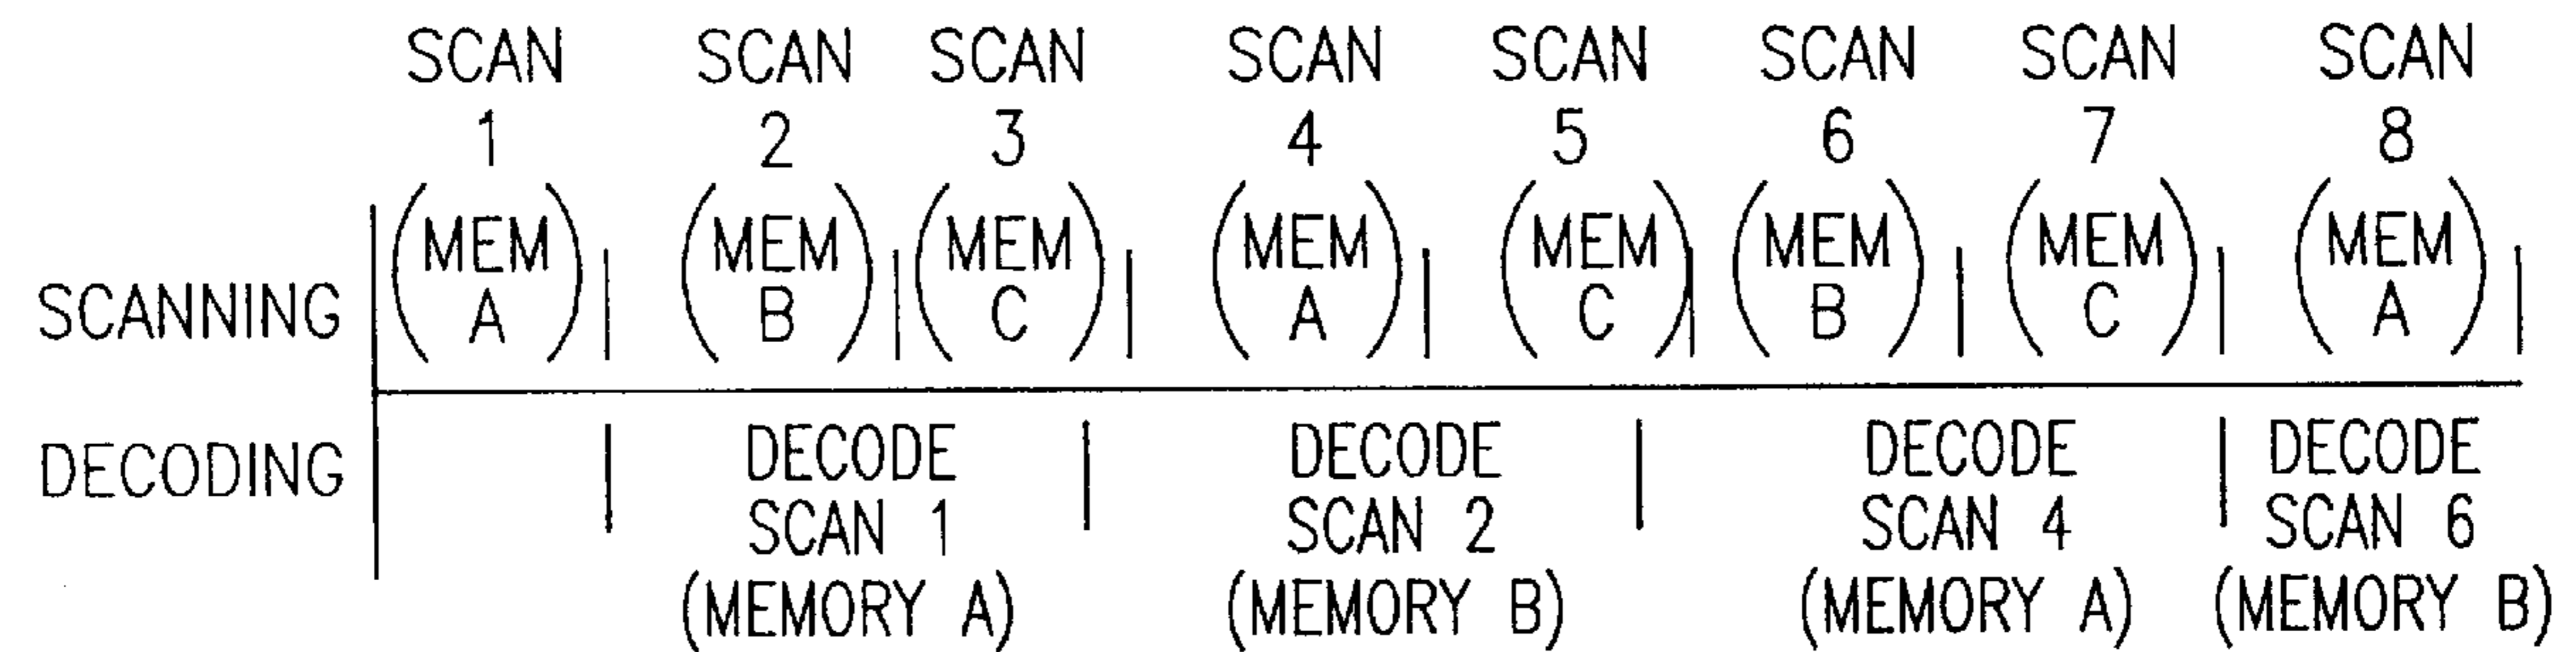 SCAN SCAN SCAN SCAN SCAN SCAN SCAN SCAN
1 2 3 4 5 6 7 8
(MEM (MEM (MEM (MEM (MEM (MEM (MEM (MEM
SCANNING A) B) C) A) C) B) C) A)
DECODING DECODE DECODE DECODE DECODE
SCAN 1 SCAN 2 SCAN 4 SCAN 6
(MEMORY A) (MEMORY B) (MEMORY A) (MEMORY B)